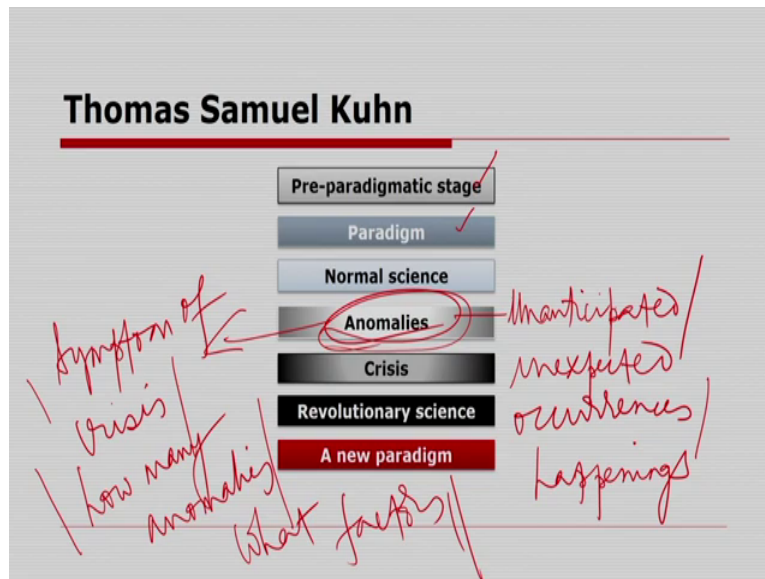 Thomas Samuel Kuhn
Pre-paradigmatic stage
Paradigm
Normal science
Anomalies
Crisis
Revolutionary science
A new paradigm
Unanticipated
unexpected
occurrences
happenings
Symptom of
crisis
how many
anomalies
what factors